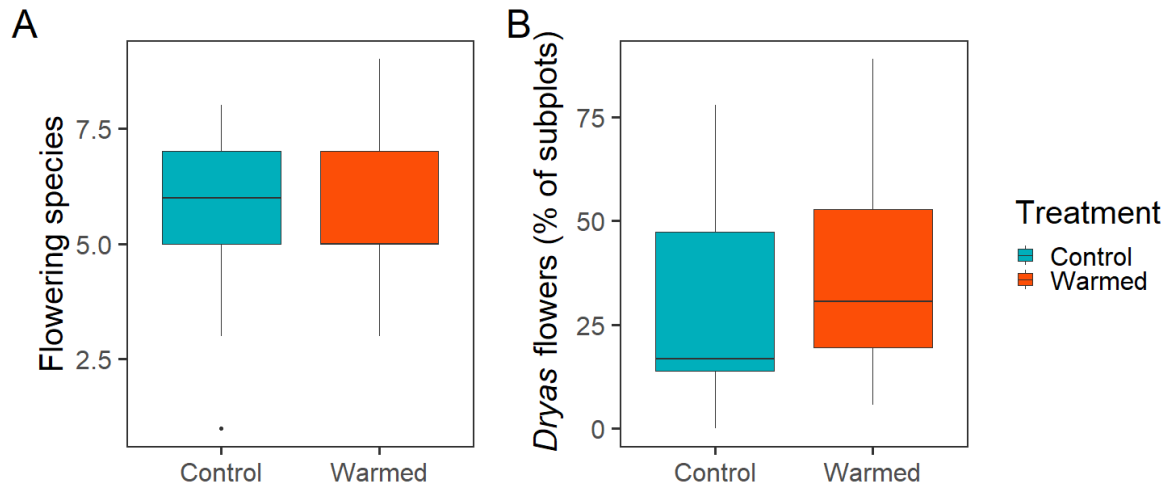 A
Flowering species
7.5
5.0
2.5
Control
Warmed
B
Dryas flowers (% of subplots)
75
50
25
0
Control
Warmed
Treatment
Control
Warmed